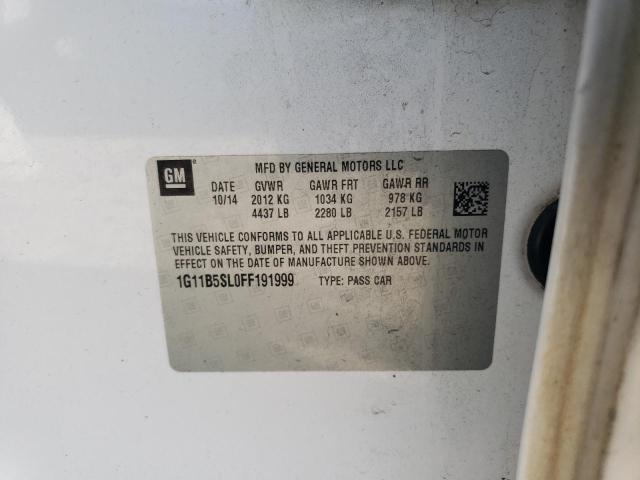 GM MFD BY GENERAL MOTORS LLC
DATE GVWR GAWR FRT GAWR RR
10/14 2012 KG 1034 KG 978 KG
4437 LB 2280 LB 2157 LB
THIS VEHICLE CONFORMS TO ALL APPLICABLE U.S. FEDERAL MOTOR
VEHICLE SAFETY, BUMPER, AND THEFT PREVENTION STANDARDS IN
EFFECT ON THE DATE OF MANUFACTURE SHOWN ABOVE.
1G11B5SL0FF191999 TYPE: PASS CAR